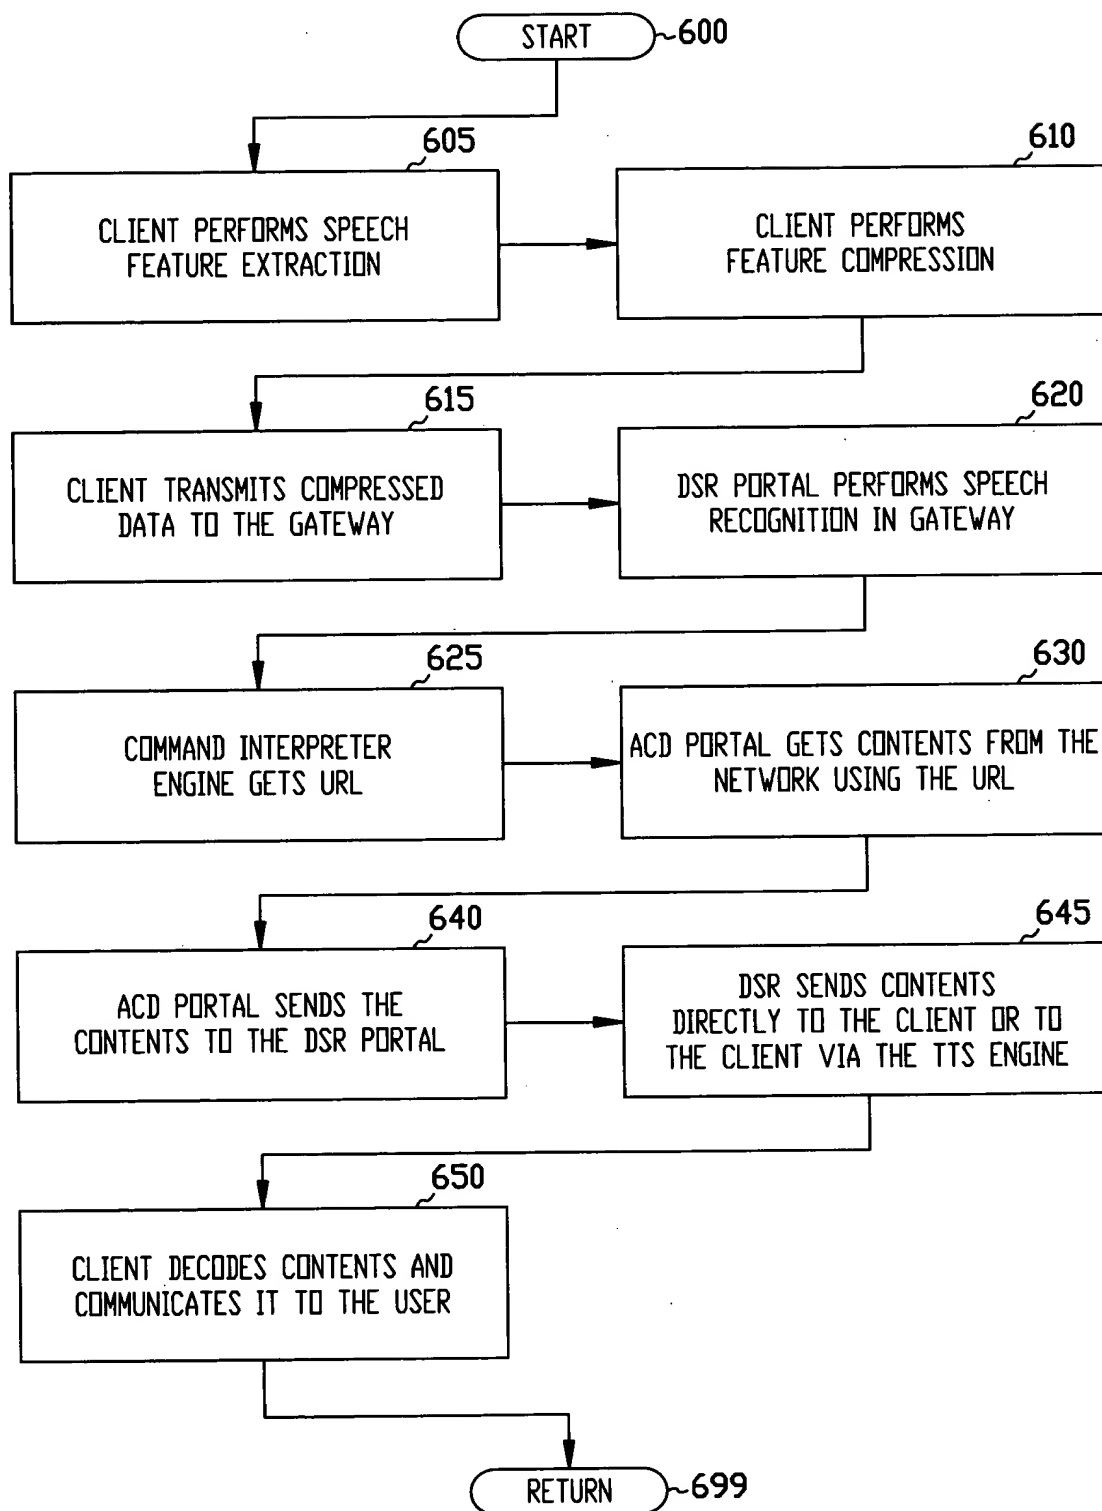 START
600
605
CLIENT PERFORMS SPEECH
FEATURE EXTRACTION
610
CLIENT PERFORMS
FEATURE COMPRESSION
615
CLIENT TRANSMITS COMPRESSED
DATA TO THE GATEWAY
620
DSR PORTAL PERFORMS SPEECH
RECOGNITION IN GATEWAY
625
COMMAND INTERPRETER
ENGINE GETS URL
630
ACD PORTAL GETS CONTENTS FROM THE
NETWORK USING THE URL
640
ACD PORTAL SENDS THE
CONTENTS TO THE DSR PORTAL
645
DSR SENDS CONTENTS
DIRECTLY TO THE CLIENT OR TO
THE CLIENT VIA THE TTS ENGINE
650
CLIENT DECODES CONTENTS AND
COMMUNICATES IT TO THE USER
RETURN
699